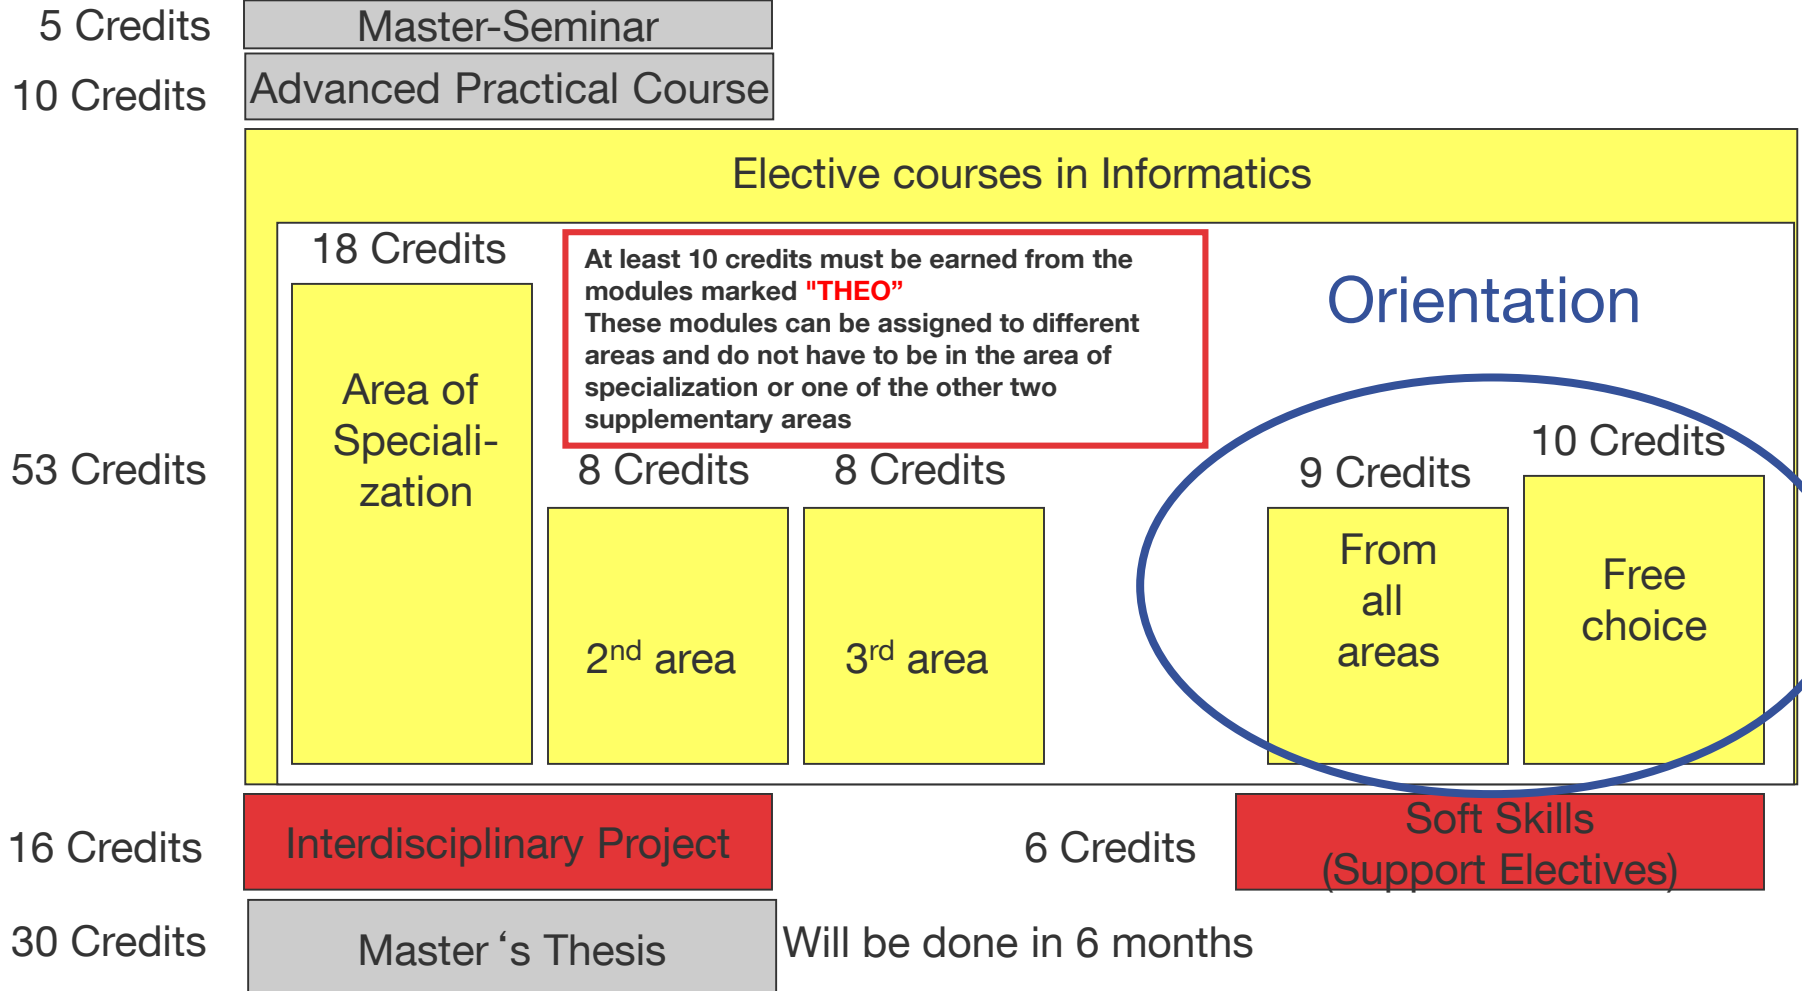 5 Credits
Master-Seminar
10 Credits
Advanced Practical Course
Elective courses in Informatics
18 Credits
At least 10 credits must be earned from the
modules marked "THEO”
These modules can be assigned to different
areas and do not have to be in the area of
specialization or one of the other two
supplementary areas
Orientation
Area of
Speciali-
zation
53 Credits
8 Credits
8 Credits
9 Credits
10 Credits
2nd area
3rd area
From
all
areas
Free
choice
16 Credits
Interdisciplinary Project
6 Credits
Soft Skills
(Support Electives)
30 Credits
Master‘s Thesis
Will be done in 6 months